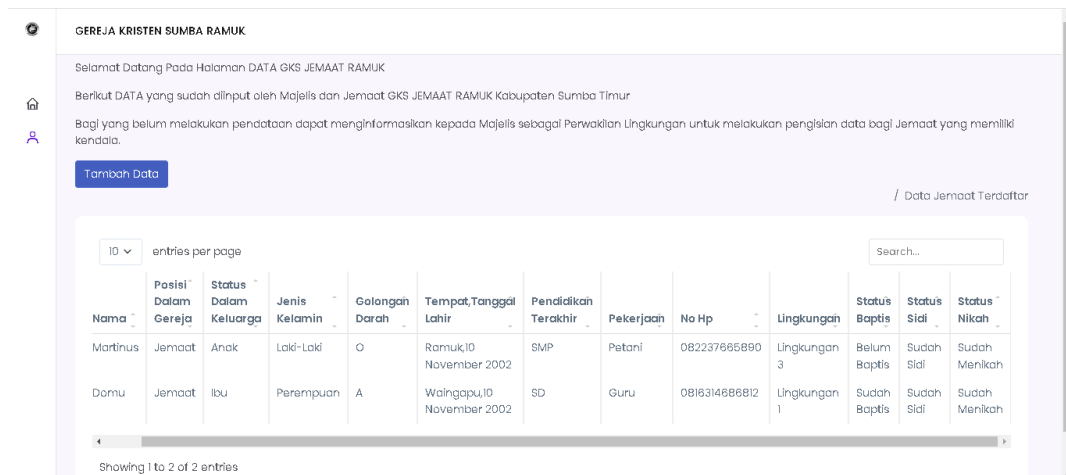 GEREJA KRISTEN SUMBA RAMUK
Selamat Datang Pada Halaman DATA GKS JEMAAT RAMUK
Berikut DATA yang sudah diinput oleh Majelis dan Jemaat GKS JEMAAT RAMUK Kabupaten Sumba Timur
Bagi yang belum melakukan pendataan dapat menginformasikan kepada Majelis sebagai Perwakilan Lingkungan untuk melakukan pengisian data bagi Jemaat yang memiliki
kendala.
Tambah Data
/ Data Jemaat Terdaftar
10 entries per page Search...
Posisi Status
Dalam Dalam Jenis Golongan Tempat,Tanggal Pendidikan Status Status Status
Nama Gereja Keluarga Kelamin Darah Lahir Terakhir Pekerjaan No Hp Lingkungan Baptis Sidi Nikah
Martinus Jemaat Anak Laki-Laki O Ramuk,10 SMP Petani 082237665890 Lingkungan Belum Sudah Sudah
November 2002 3 Baptis Sidi Menikah
Domu Jemaat Ibu Perempuan A Waingapu,10 SD Guru 0816314686812 Lingkungan Sudah Sudah Sudah
November 2002 1 Baptis Sidi Menikah
Showing 1 to 2 of 2 entries